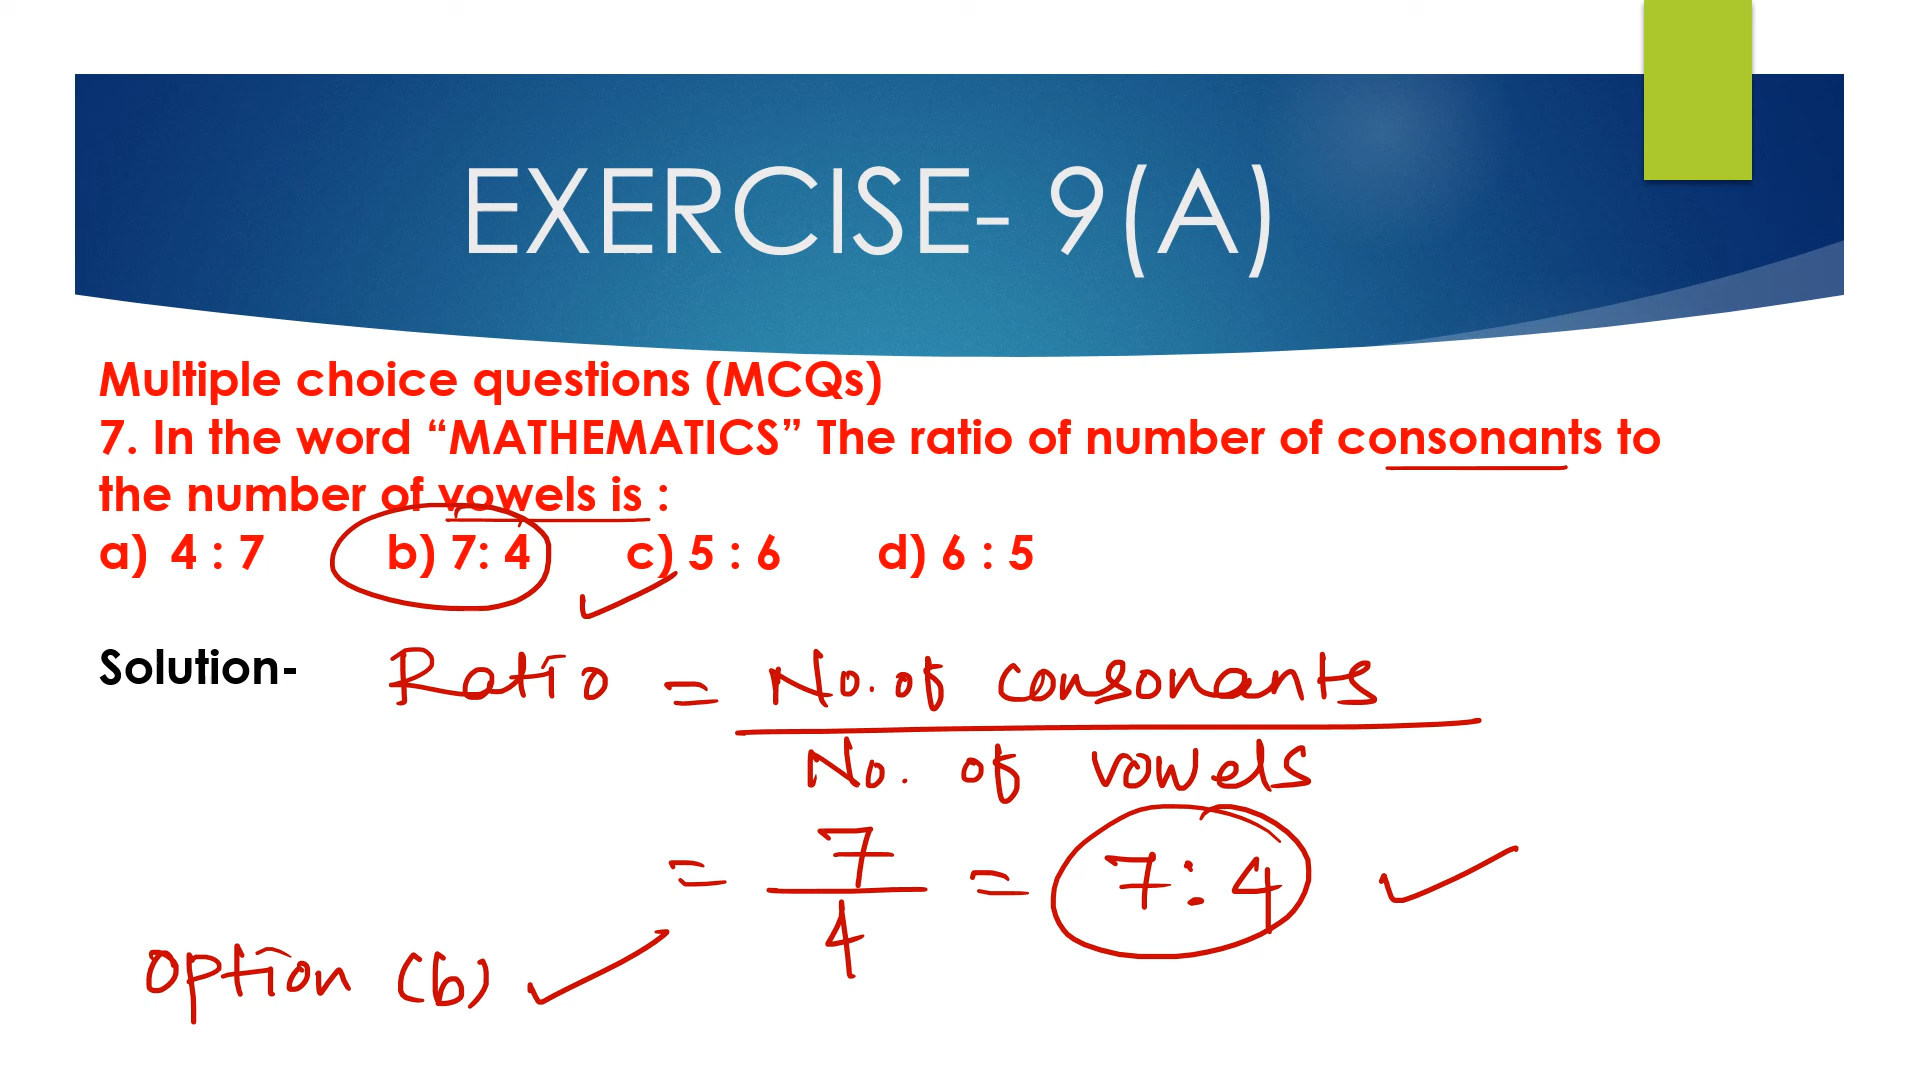 EXERCISE- 9(A)
Multiple choice questions (MCQs)
7. In the word “MATHEMATICS” The ratio of number of consonants to
the number of vowels is :
a) 4 : 7 b) 7: 4 c) 5 : 6 d) 6 : 5
Solution- Ratio = No. of consonants
No. of vowels
= 7 = 7:4
4
Option (b)